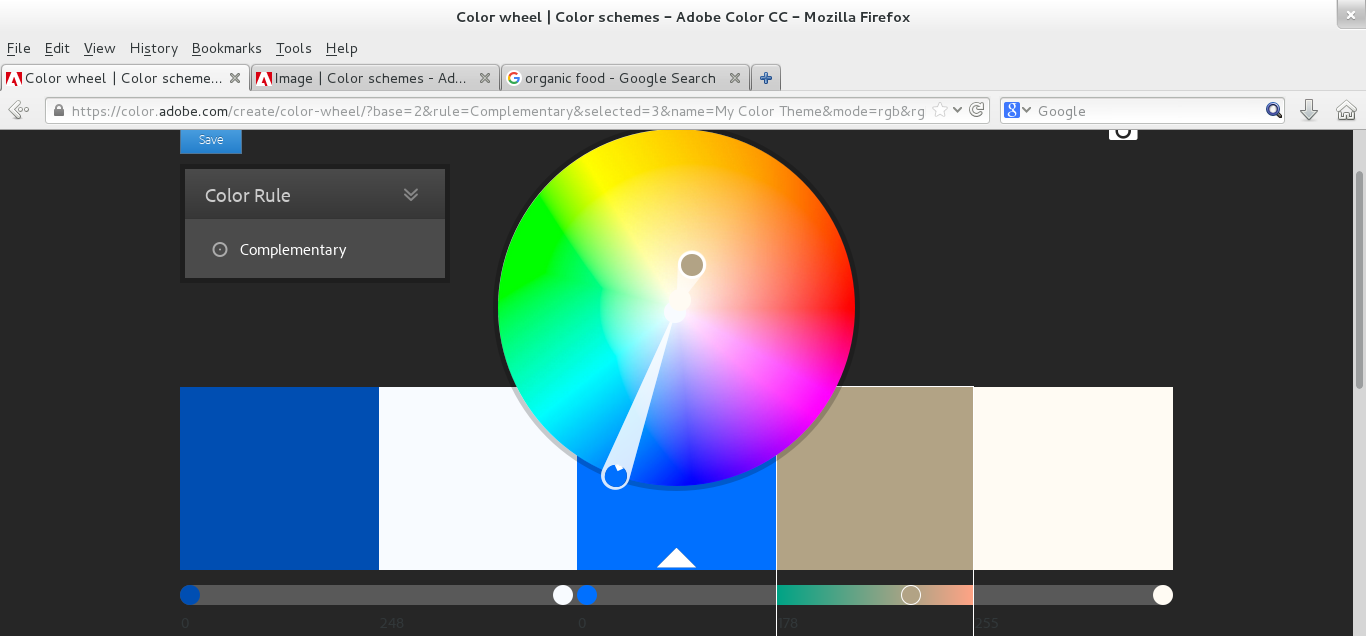 Color wheel | Color schemes - Adobe Color CC - Mozilla Firefox
File Edit View History Bookmarks Tools Help
Color wheel | Color scheme... Image | Color schemes - Ad... organic food - Google Search
https://color.adobe.com/create/color-wheel/?base=2&rule=Complementary&selected=3&name=My Color Theme&mode=rgb&rg Google
Save
Color Rule
Complementary
0 248 0 178 255